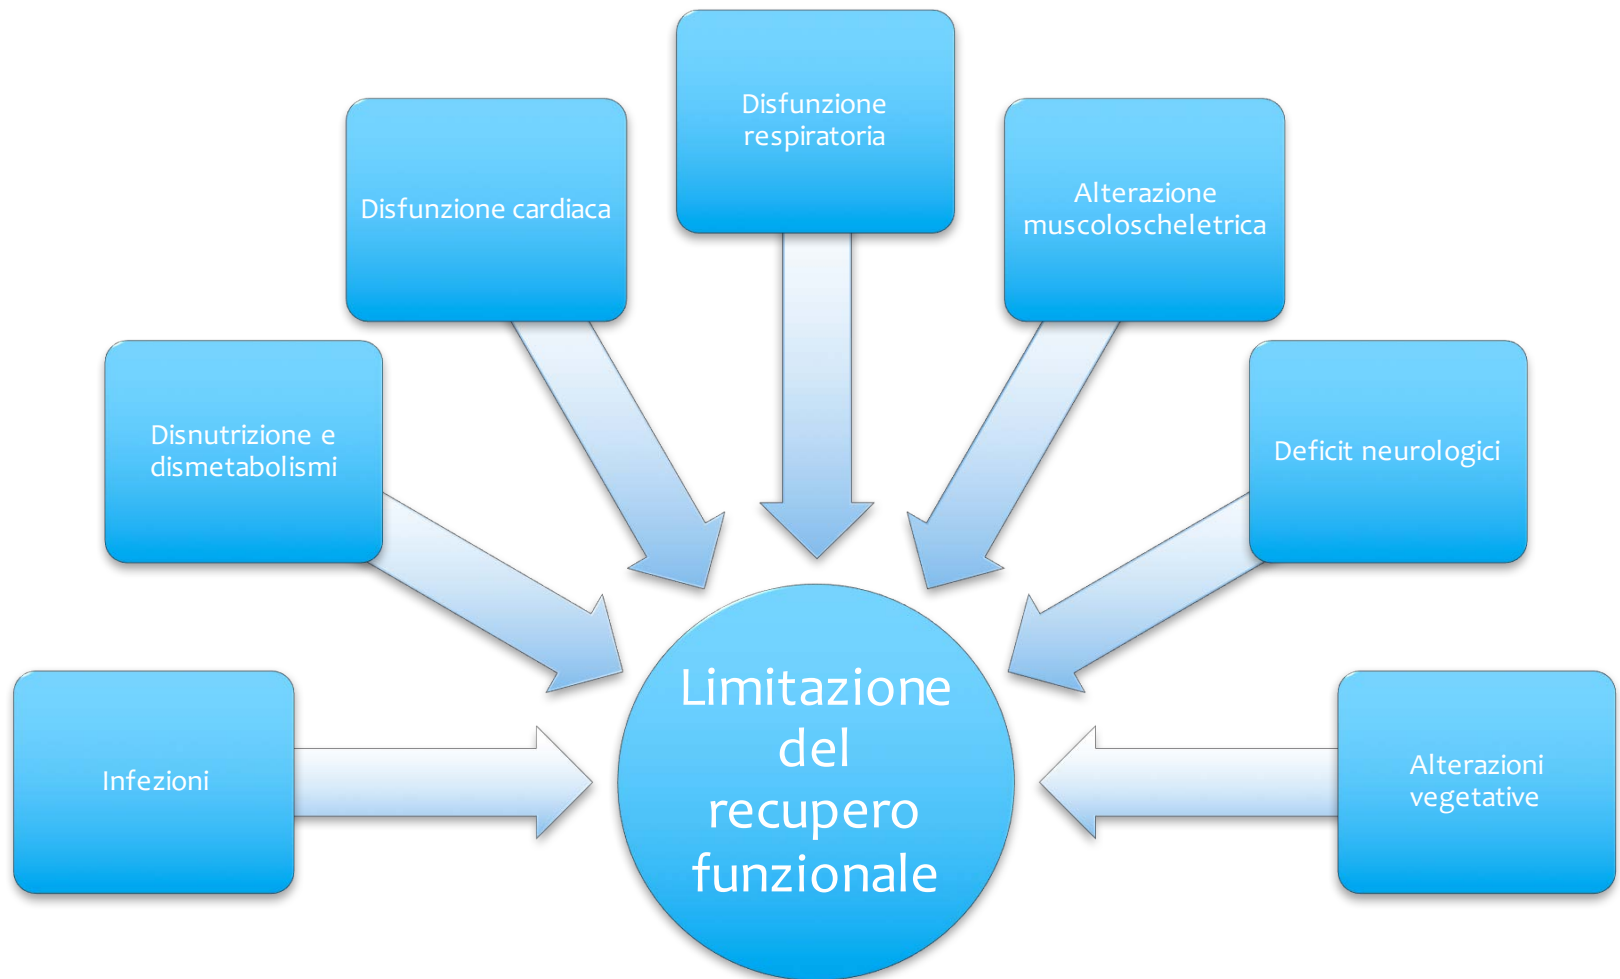 Disfunzione
respiratoria
Disfunzione cardiaca
Alterazione
muscoloscheletrica
Disnutrizione e
dismetabolismi
Deficit neurologici
Infezioni
Limitazione
del
recupero
funzionale
Alterazioni
vegetative